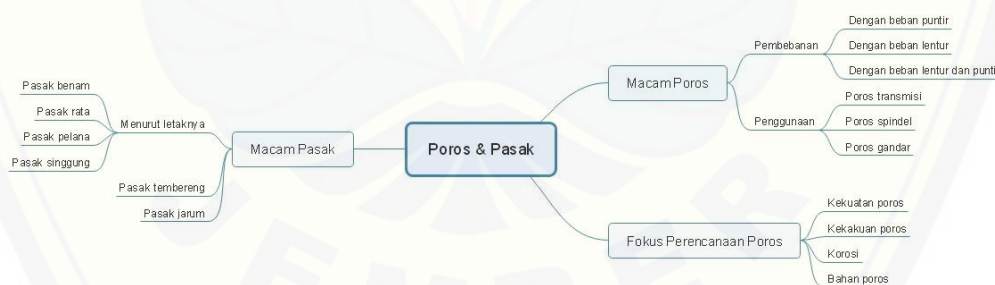 Poros & Pasak
Macam Poros
Pembebanan
Dengan beban puntir
Dengan beban lentur
Dengan beban lentur dan punti
Penggunaan
Poros transmisi
Poros spindel
Poros gandar
Fokus Perencanaan Poros
Kekuatan poros
Kekakuan poros
Korosi
Bahan poros
Macam Pasak
Menurut letaknya
Pasak benam
Pasak rata
Pasak pelana
Pasak singgung
Pasak tembereng
Pasak jarum